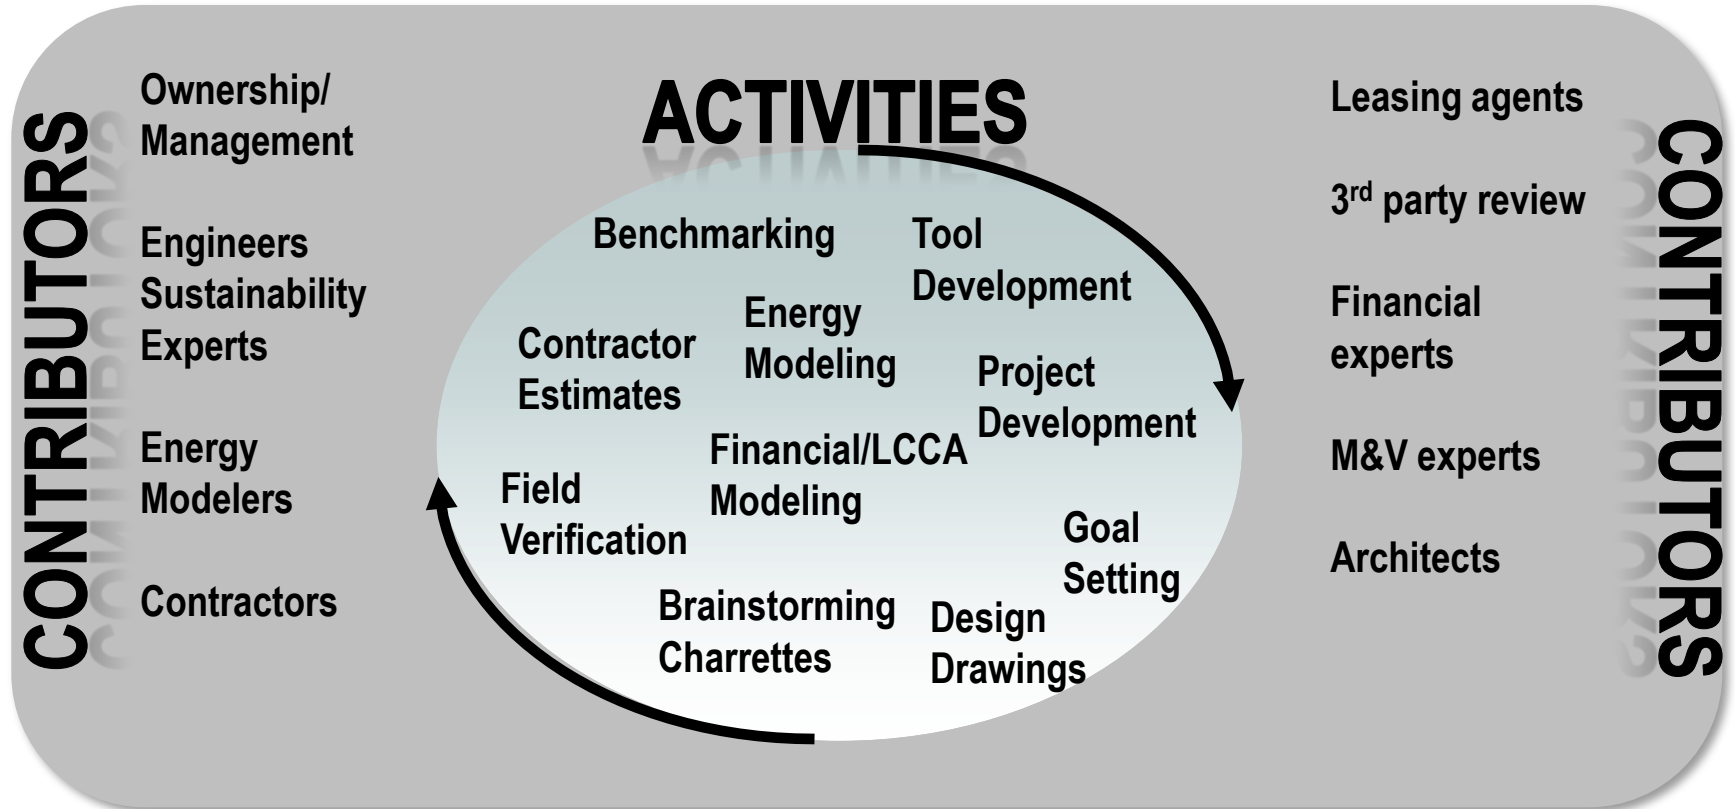 CONTRIBUTORS
Ownership/
Management
Engineers
Sustainability
Experts
Energy
Modelers
Contractors
ACTIVITIES
Benchmarking
Tool
Development
Energy
Modeling
Contractor
Estimates
Project
Development
Financial/LCCA
Modeling
Field
Verification
Goal
Setting
Brainstorming
Charrettes
Design
Drawings
Leasing agents
3rd party review
Financial
experts
M&V experts
Architects
CONTRIBUTORS